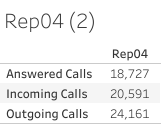 Rep04 (2)
Rep04
Answered Calls 18,727
Incoming Calls 20,591
Outgoing Calls 24,161